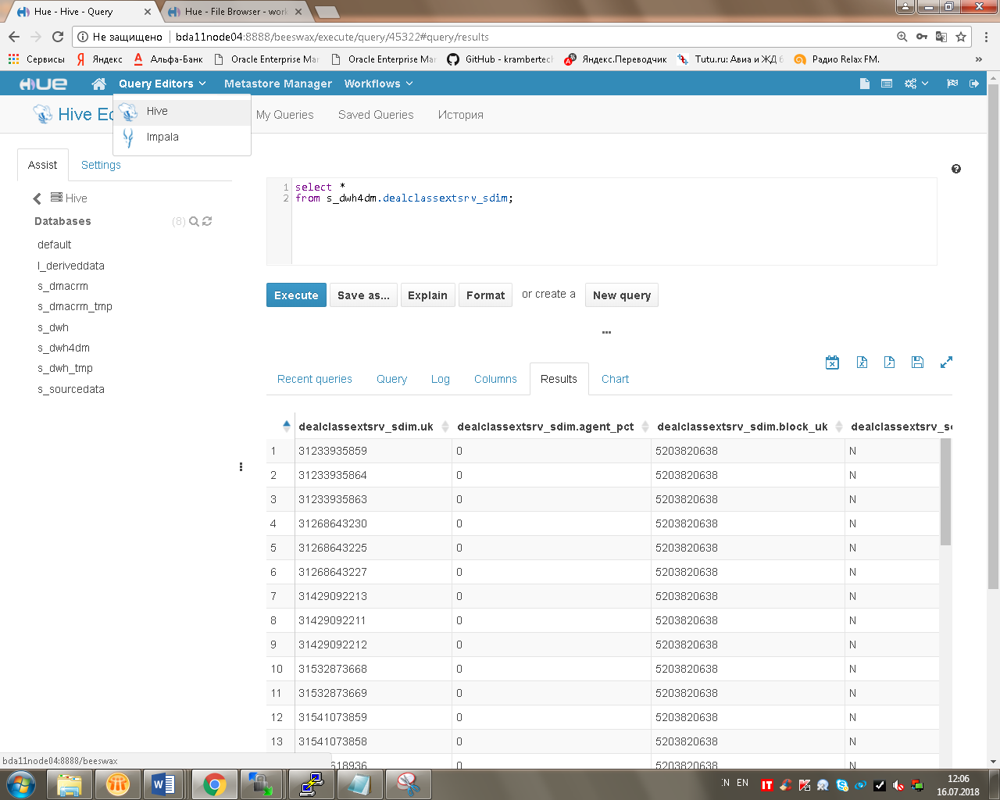 Hue - Hive - Query
Hue - File Browser - work
Не защищено
bda11node04:8888/beeswax/execute/query/45322#query/results
Сервисы
Яндекс
Альфа-Банк
Oracle Enterprise Mar
Oracle Enterprise Mar
GitHub - krambertech
Яндекс.Переводчик
Tutu.ru: Авиа и ЖД б
Радио Relax FM.
HUE
Query Editors
Metastore Manager
Workflows
Hive Ed
Hive
Impala
My Queries
Saved Queries
История
Assist
Settings
Hive
Databases
(8)
default
l_deriveddata
s_dmacrm
s_dmacrm_tmp
s_dwh
s_dwh4dm
s_dwh_tmp
s_sourcedata
1 select *
2 from s_dwh4dm.dealclassextsrv_sdim;
Execute
Save as...
Explain
Format
or create a
New query
Recent queries
Query
Log
Columns
Results
Chart
dealclassextsrv_sdim.uk dealclassextsrv_sdim.agent_pct dealclassextsrv_sdim.block_uk dealclassextsrv_s
1 31233935859 0 5203820638 N
2 31233935864 0 5203820638 N
3 31233935863 0 5203820638 N
4 31268643230 0 5203820638 N
5 31268643225 0 5203820638 N
6 31268643227 0 5203820638 N
7 31429092213 0 5203820638 N
8 31429092211 0 5203820638 N
9 31429092212 0 5203820638 N
10 31532873668 0 5203820638 N
11 31532873669 0 5203820638 N
12 31541073859 0 5203820638 N
13 31541073858 0 5203820638 N
618936 0 5203820638 N
bda11node04:8888/beeswax
EN
12:06
16.07.2018